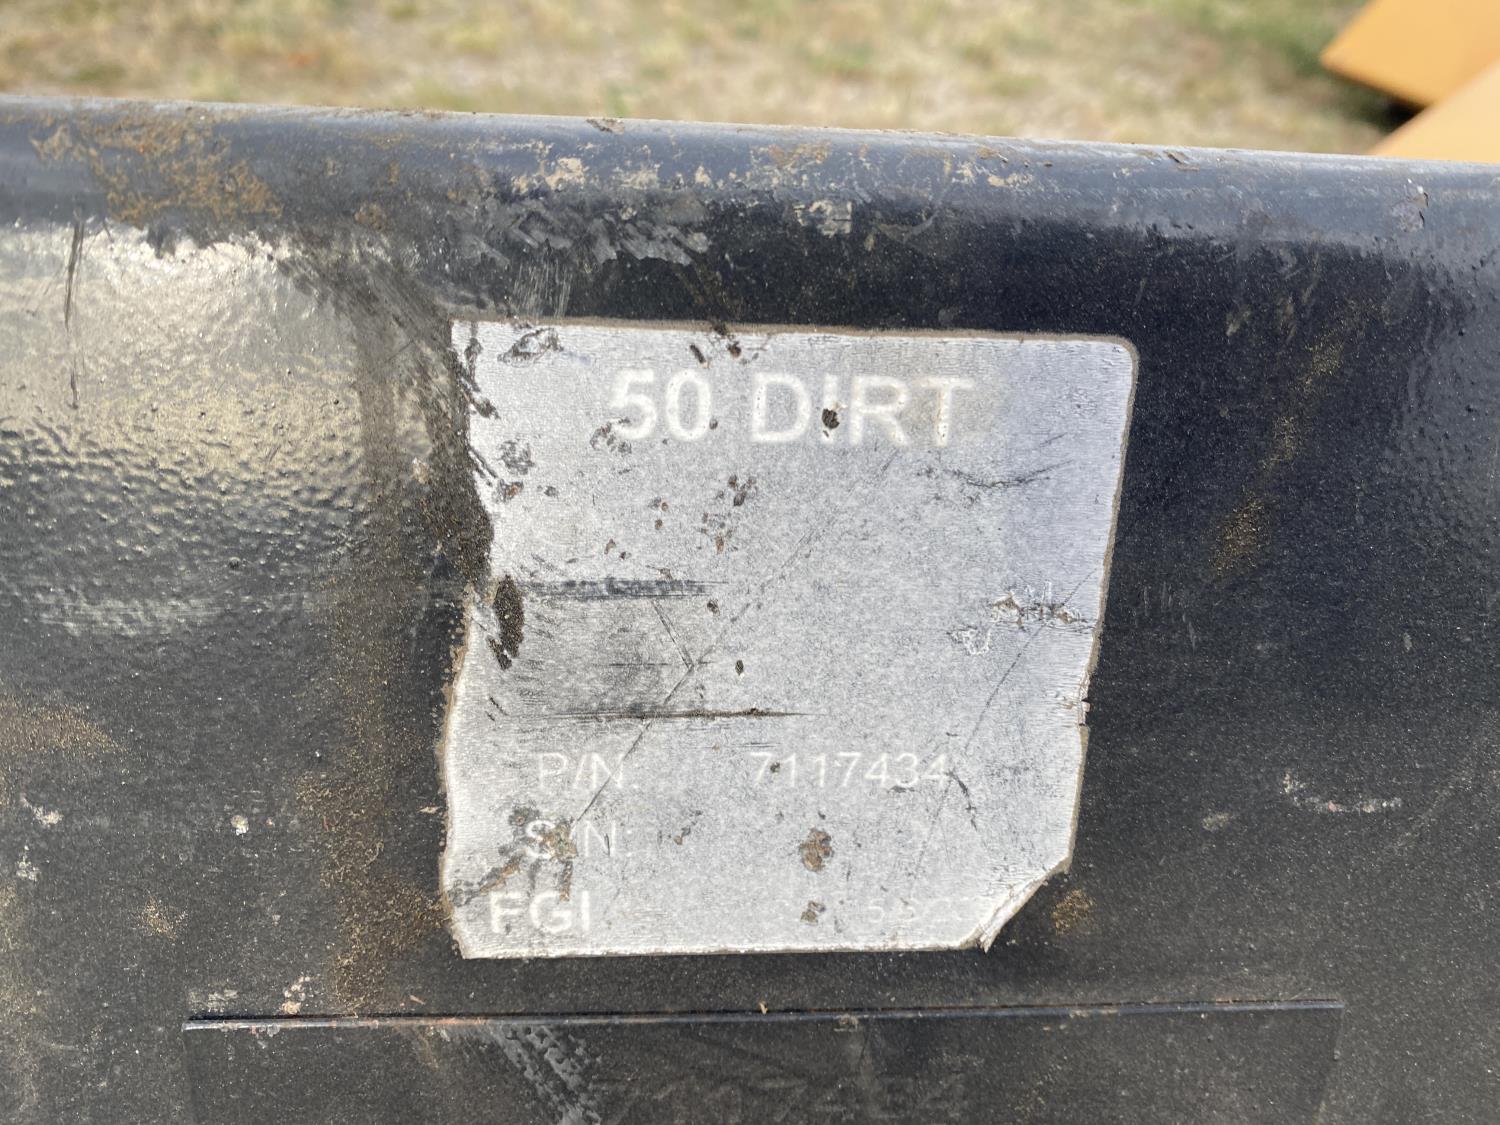 50 DIRT
P/N: 7117434
S/N:
FGI